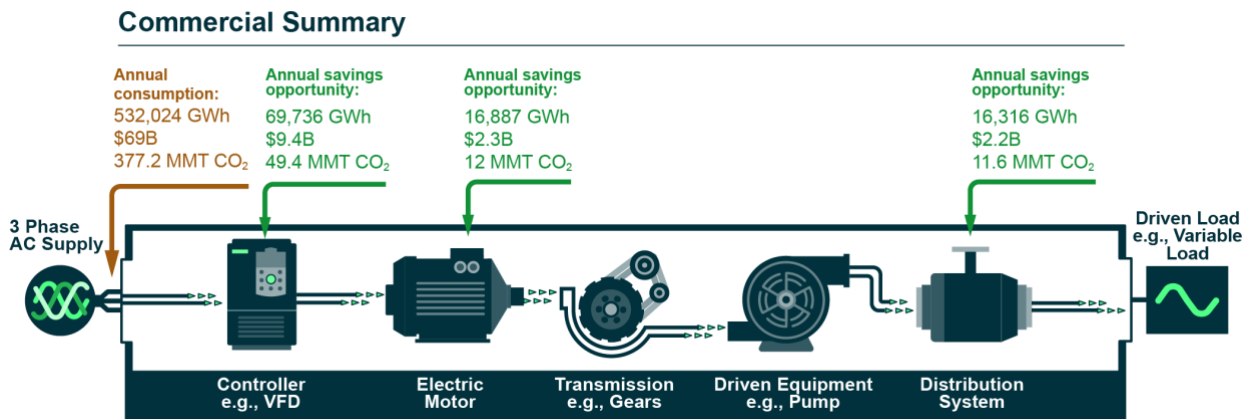 Commercial Summary
Annual
consumption:
532,024 GWh
$69B
377.2 MMT CO₂
Annual savings
opportunity:
69,736 GWh
$9.4B
49.4 MMT CO₂
Annual savings
opportunity:
16,887 GWh
$2.3B
12 MMT CO₂
Annual savings
opportunity:
16,316 GWh
$2.2B
11.6 MMT CO₂
3 Phase
AC Supply
Driven Load
e.g., Variable
Load
Controller
e.g., VFD
Electric
Motor
Transmission
e.g., Gears
Driven Equipment
e.g., Pump
Distribution
System